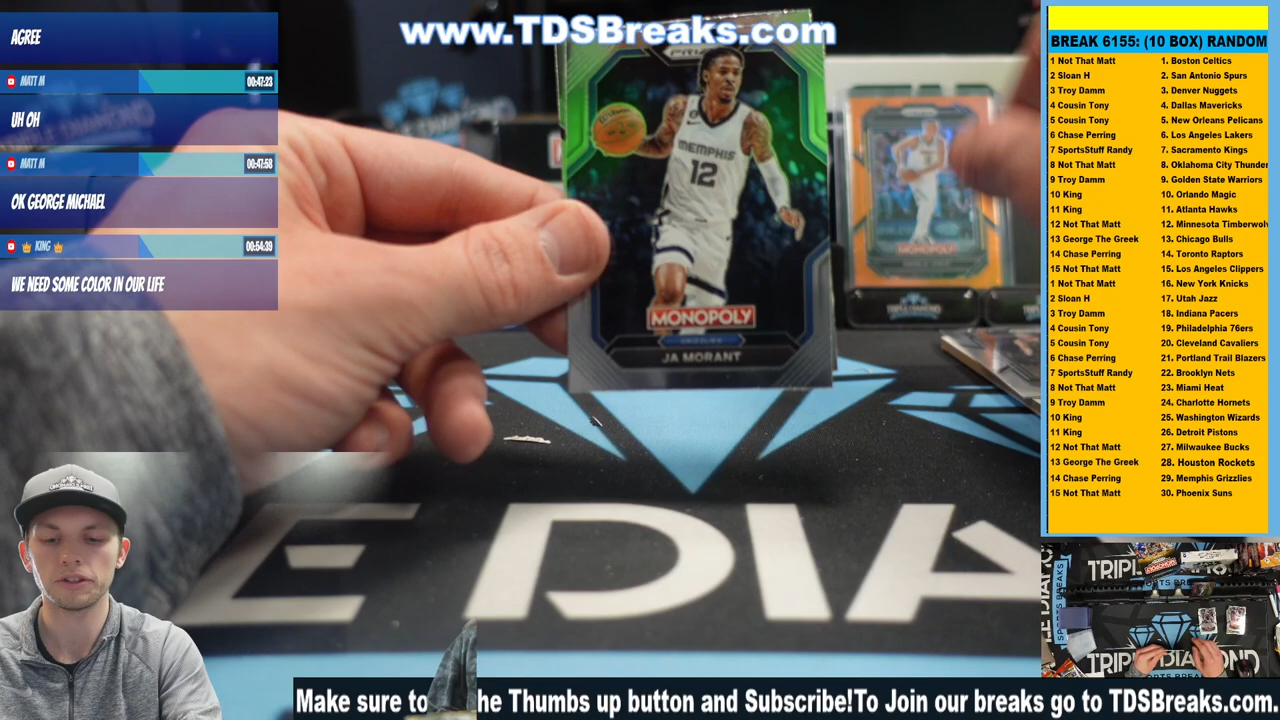 www.TDSBreaks.com
AGREE
MATT M 00:47:23
UH OH
MATT M 00:47:58
OK GEORGE MICHAEL
KING 00:54:39
WE NEED SOME COLOR IN OUR LIFE
MEMPHIS
12
MONOPOLY
GRIZZLIES
JA MORANT
MONOPOLY
BREAK 6155: (10 BOX) RANDOM
1 Not That Matt 1. Boston Celtics
2 Sloan H 2. San Antonio Spurs
3 Troy Damm 3. Denver Nuggets
4 Cousin Tony 4. Dallas Mavericks
5 Cousin Tony 5. New Orleans Pelicans
6 Chase Perring 6. Los Angeles Lakers
7 SportsStuff Randy 7. Sacramento Kings
8 Not That Matt 8. Oklahoma City Thunder
9 Troy Damm 9. Golden State Warriors
10 King 10. Orlando Magic
11 King 11. Atlanta Hawks
12 Not That Matt 12. Minnesota Timberwol
13 George The Greek 13. Chicago Bulls
14 Chase Perring 14. Toronto Raptors
15 Not That Matt 15. Los Angeles Clippers
1 Not That Matt 16. New York Knicks
2 Sloan H 17. Utah Jazz
3 Troy Damm 18. Indiana Pacers
4 Cousin Tony 19. Philadelphia 76ers
5 Cousin Tony 20. Cleveland Cavaliers
6 Chase Perring 21. Portland Trail Blazers
7 SportsStuff Randy 22. Brooklyn Nets
8 Not That Matt 23. Miami Heat
9 Troy Damm 24. Charlotte Hornets
10 King 25. Washington Wizards
11 King 26. Detroit Pistons
12 Not That Matt 27. Milwaukee Bucks
13 George The Greek 28. Houston Rockets
14 Chase Perring 29. Memphis Grizzlies
15 Not That Matt 30. Phoenix Suns
E DIA
TRIPL
TRIPLE DIAMOND
Make sure to he Thumbs up button and Subscribe!To Join our breaks go to TDSBreaks.com.